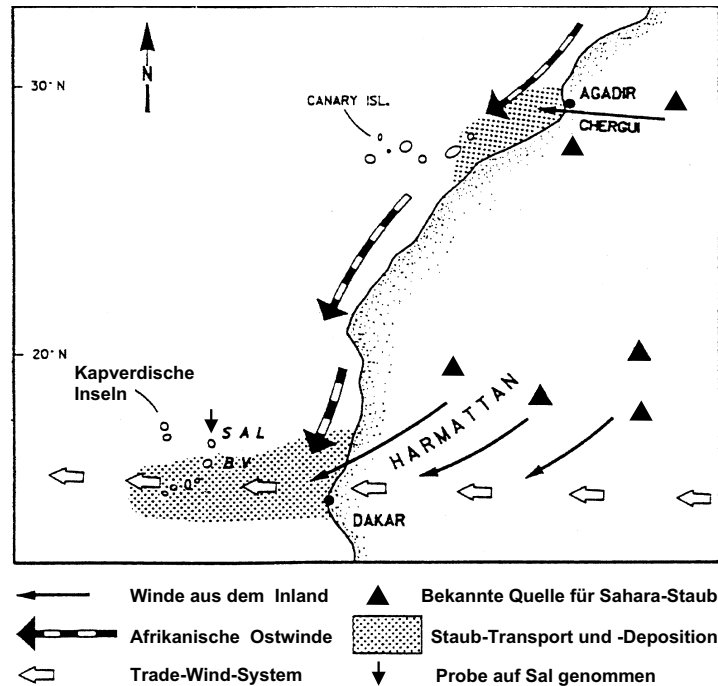 N
30°N
AGADIR
CANARY ISL.
CHERGUI
20°N
Kapverdische
Inseln
SAL
B.V
HARMATTAN
DAKAR
Winde aus dem Inland
Bekannte Quelle für Sahara-Staub
Afrikanische Ostwinde
Staub-Transport und -Deposition
Trade-Wind-System
Probe auf Sal genommen